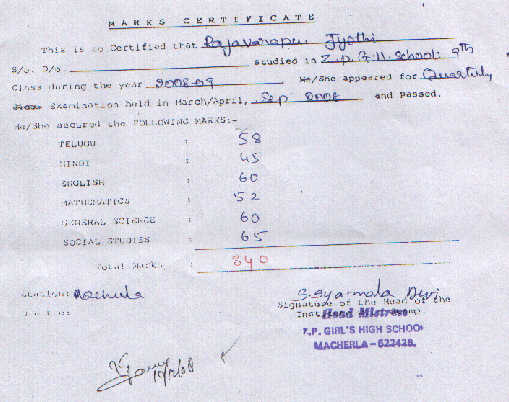 MARKS CERTIFICATE
This is to Certified that Rajavarapu Jyothi
S/o. D/o. studied in Z.P.G.H. School 9th
Class during the year 2008-09 He/She appeared for Quarterly
Examination held in March/April, Sep 2008 and Passed.
He/She secured the FOLLOWING MARKS:-
TELUGU : 58
HINDI : 45
ENGLISH : 60
MATHEMATICS : 52
GENERAL SCIENCE : 60
SOCIAL STUDIES : 65
Total Marks : 340
Station: Macherla
S. Syamala Devi
Signature of the Head of the
Head Mistress
Z.P. GIRL'S HIGH SCHOOL
MACHERLA - 522426.